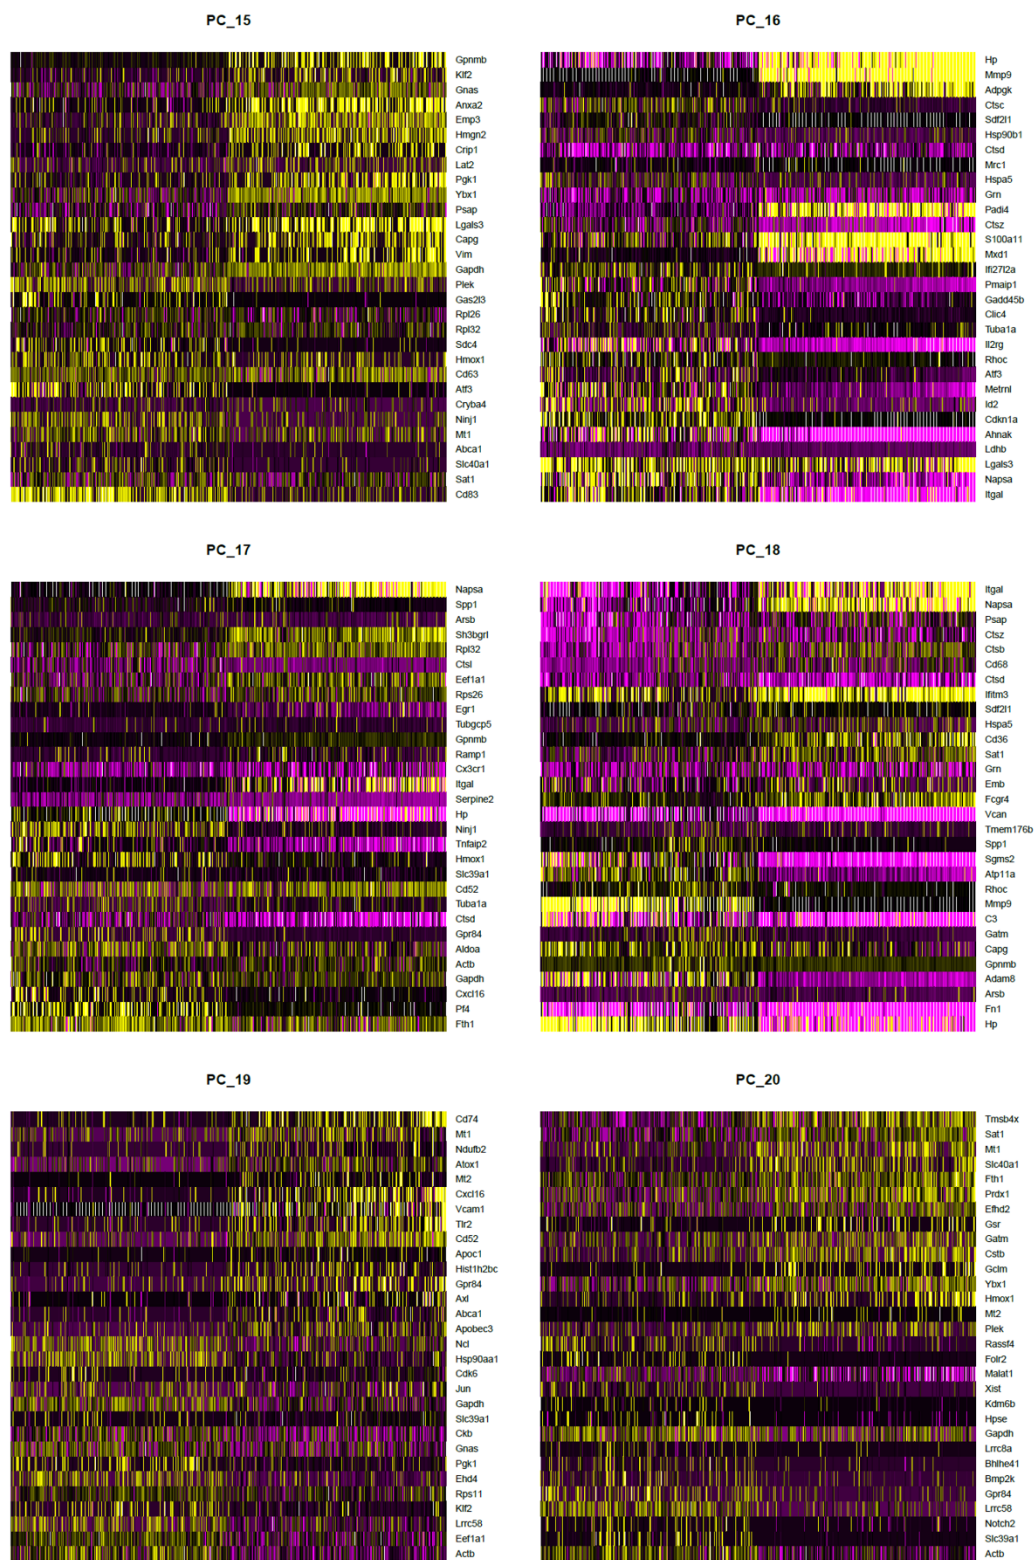 PC_15
Gpnmb
Klf2
Gnas
Anxa2
Emp3
Hmgn2
Crip1
Lat2
Pgk1
Ybx1
Psap
Lgals3
Capg
Vim
Gapdh
Plek
Gas2l3
Rpl26
Rpl32
Sdc4
Hmox1
Cd63
Atf3
Cryba4
Ninj1
Mt1
Abca1
Slc40a1
Sat1
Cd83
PC_16
Hp
Mmp9
Adpgk
Ctsc
Sdf2l1
Hsp90b1
Ctsd
Mrc1
Hspa5
Grn
Padi4
Ctsz
S100a11
Mxd1
Ifi27l2a
Pmaip1
Gadd45b
Clic4
Tuba1a
Il2rg
Rhoc
Atf3
Metrnl
Id2
Cdkn1a
Ahnak
Ldhb
Lgals3
Napsa
Itgal
PC_17
Napsa
Spp1
Arsb
Sh3bgrl
Rpl32
Ctsl
Eef1a1
Rps26
Egr1
Tubgcp5
Gpnmb
Ramp1
Cx3cr1
Itgal
Serpine2
Hp
Ninj1
Tnfaip2
Hmox1
Slc39a1
Cd52
Tuba1a
Ctsd
Gpr84
Aldoa
Actb
Gapdh
Cxcl16
Pf4
Fth1
PC_18
Itgal
Napsa
Psap
Ctsz
Ctsb
Cd68
Ctsd
Ifitm3
Sdf2l1
Hspa5
Cd36
Sat1
Grn
Emb
Fcgr4
Vcan
Tmem176b
Spp1
Sgms2
Atp11a
Rhoc
Mmp9
C3
Gatm
Capg
Gpnmb
Adam8
Arsb
Fn1
Hp
PC_19
Cd74
Mt1
Ndufb2
Atox1
Mt2
Cxcl16
Vcam1
Tlr2
Cd52
Apoc1
Hist1h2bc
Gpr84
Axl
Abca1
Apobec3
Ncl
Hsp90aa1
Cdk6
Jun
Gapdh
Slc39a1
Ckb
Gnas
Pgk1
Ehd4
Rps11
Klf2
Lrrc58
Eef1a1
Actb
PC_20
Tmsb4x
Sat1
Mt1
Slc40a1
Fth1
Prdx1
Efhd2
Gsr
Gatm
Cstb
Gclm
Ybx1
Hmox1
Mt2
Plek
Rassf4
Folr2
Malat1
Xist
Kdm6b
Hpse
Gapdh
Lrrc8a
Bhlhe41
Bmp2k
Gpr84
Lrrc58
Notch2
Slc39a1
Actb